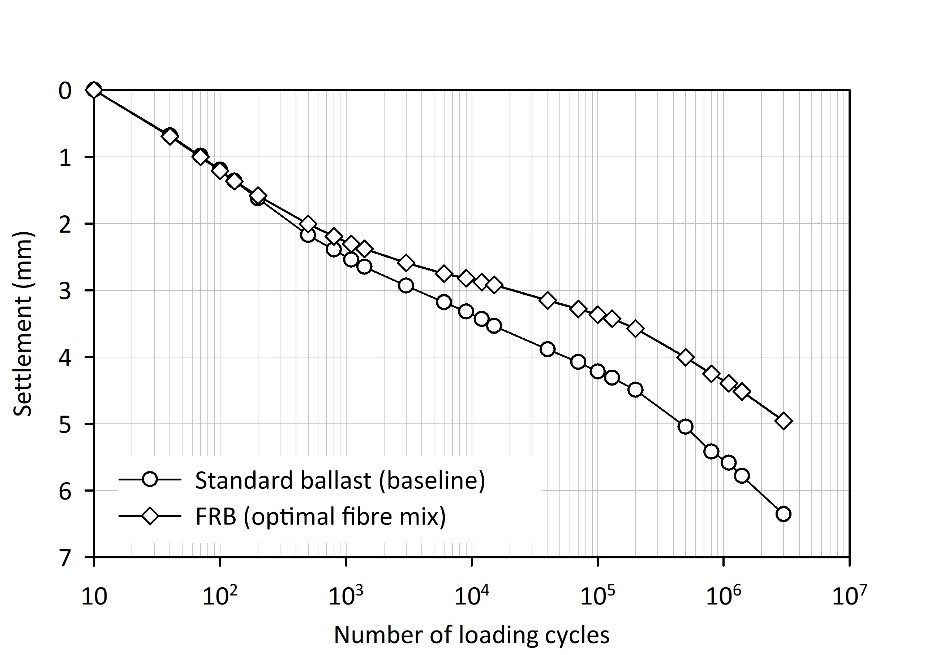 0
1
2
3
4
5
6
7
Settlement (mm)
Standard ballast (baseline)
FRB (optimal fibre mix)
10 10² 10³ 10⁴ 10⁵ 10⁶ 10⁷
Number of loading cycles